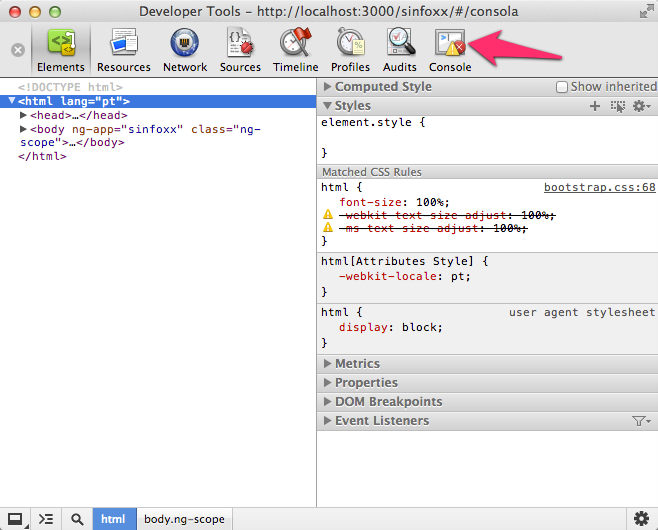 Developer Tools - http://localhost:3000/sinfoxx/#/consola
Elements Resources Network Sources Timeline Profiles Audits Console
<!DOCTYPE html>
<html lang="pt">
<head>…</head>
<body ng-app="sinfoxx" class="ng-
scope">…</body>
</html>
Computed Style Show inherited
Styles
element.style {
}
Matched CSS Rules
html { bootstrap.css:68
font-size: 100%;
-webkit-text-size-adjust: 100%;
-ms-text-size-adjust: 100%;
}
html[Attributes Style] {
-webkit-locale: pt;
}
html { user agent stylesheet
display: block;
}
Metrics
Properties
DOM Breakpoints
Event Listeners
html body.ng-scope